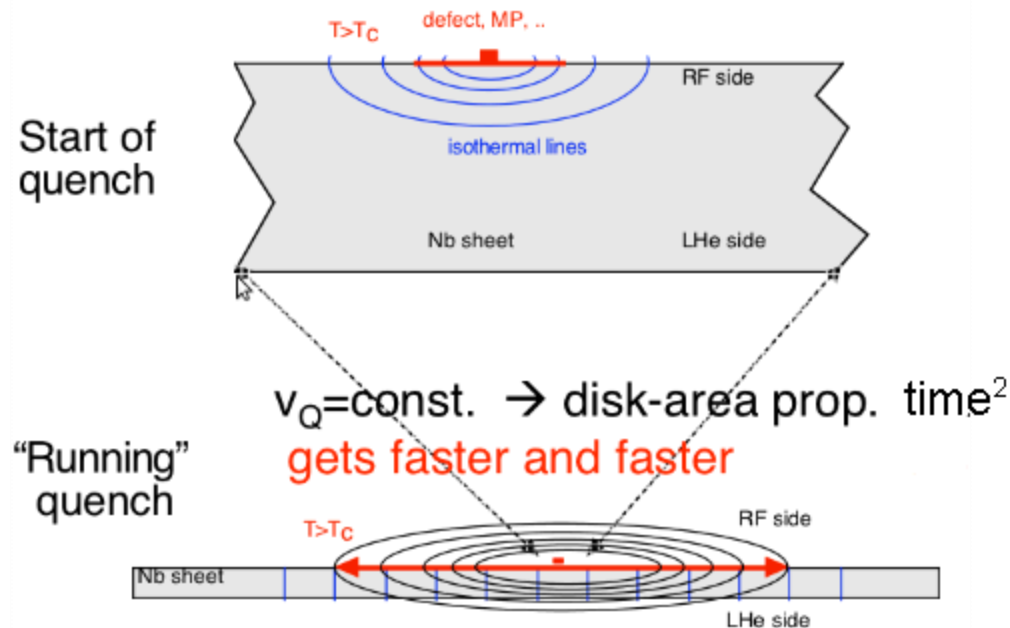 defect, MP, ..
T>Tc
RF side
Start of
quench
isothermal lines
Nb sheet
LHe side
vQ=const. → disk-area prop. time²
"Running"
quench
gets faster and faster
T>Tc
RF side
Nb sheet
LHe side